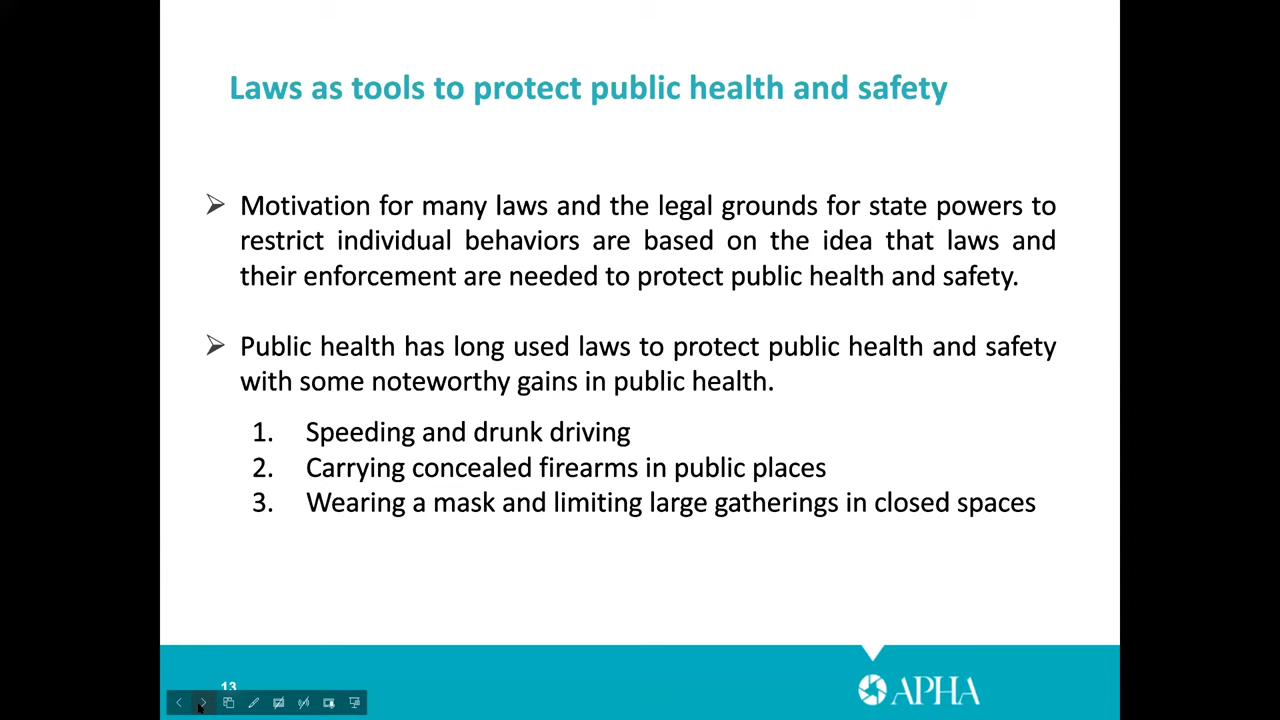 Laws as tools to protect public health and safety
Motivation for many laws and the legal grounds for state powers to
restrict individual behaviors are based on the idea that laws and
their enforcement are needed to protect public health and safety.
Public health has long used laws to protect public health and safety
with some noteworthy gains in public health.
1. Speeding and drunk driving
2. Carrying concealed firearms in public places
3. Wearing a mask and limiting large gatherings in closed spaces
13
APHA